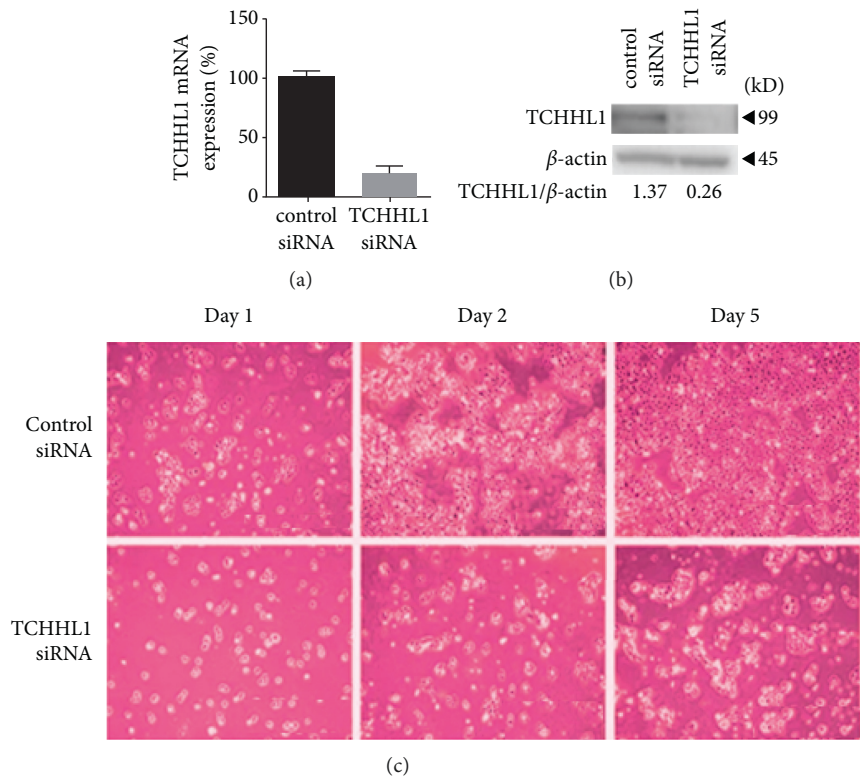 150
100
50
0
TCHHL1 mRNA
expression (%)
control
siRNA
TCHHL1
siRNA
(a)
control
siRNA
TCHHL1
siRNA
(kD)
TCHHL1
◀99
β-actin
◀45
TCHHL1/β-actin 1.37 0.26
(b)
Day 1 Day 2 Day 5
Control
siRNA
TCHHL1
siRNA
(c)